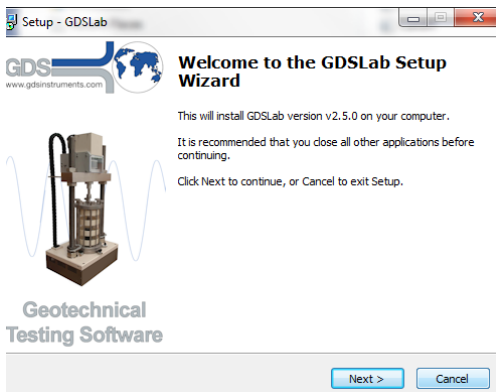 Setup - GDSLab
GDS
www.gdsinstruments.com
Welcome to the GDSLab Setup
Wizard
This will install GDSLab version v2.5.0 on your computer.
It is recommended that you close all other applications before
continuing.
Click Next to continue, or Cancel to exit Setup.
Geotechnical
Testing Software
Next >
Cancel